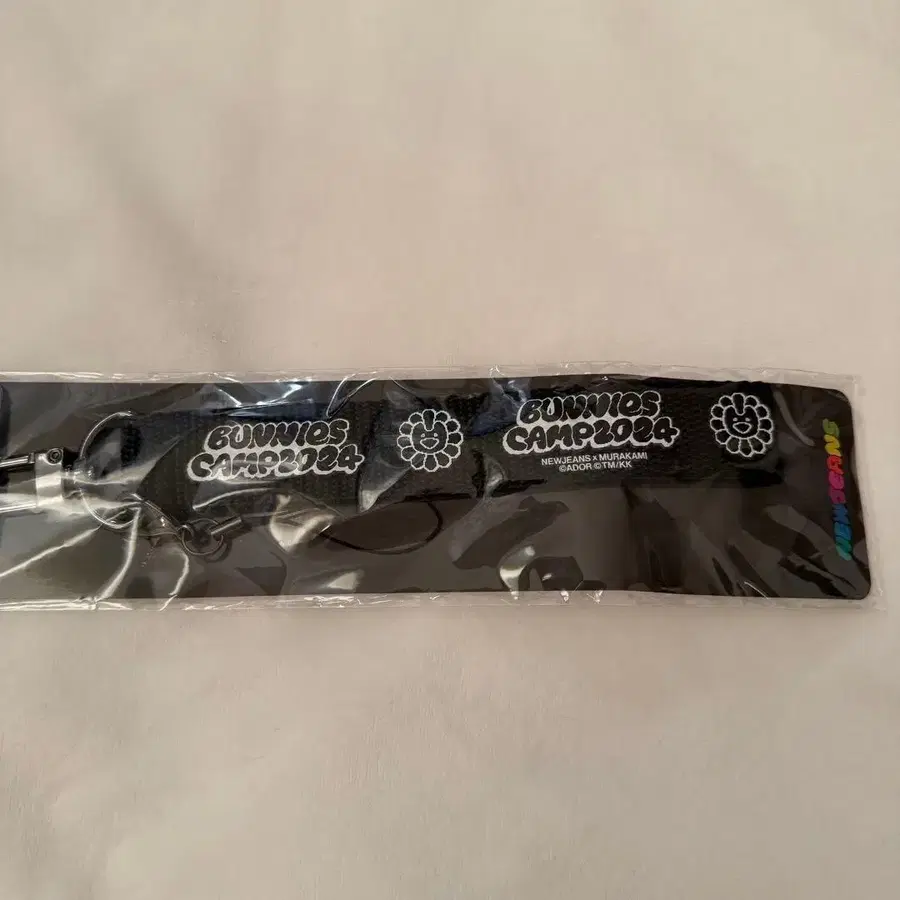 BUNNIES
CAMP2024
BUNNIES
CAMP2024
NEWJEANS x MURAKAMI
©ADOR ©TM/KK
NEWJEANS